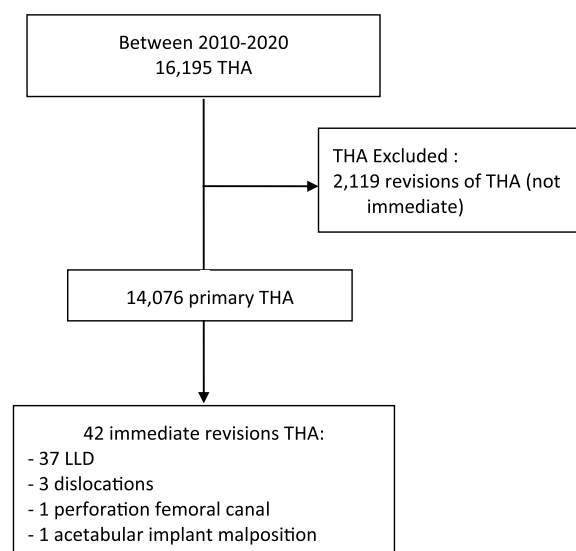 Between 2010-2020
16,195 THA
THA Excluded :
2,119 revisions of THA (not
immediate)
14,076 primary THA
42 immediate revisions THA:
- 37 LLD
- 3 dislocations
- 1 perforation femoral canal
- 1 acetabular implant malposition